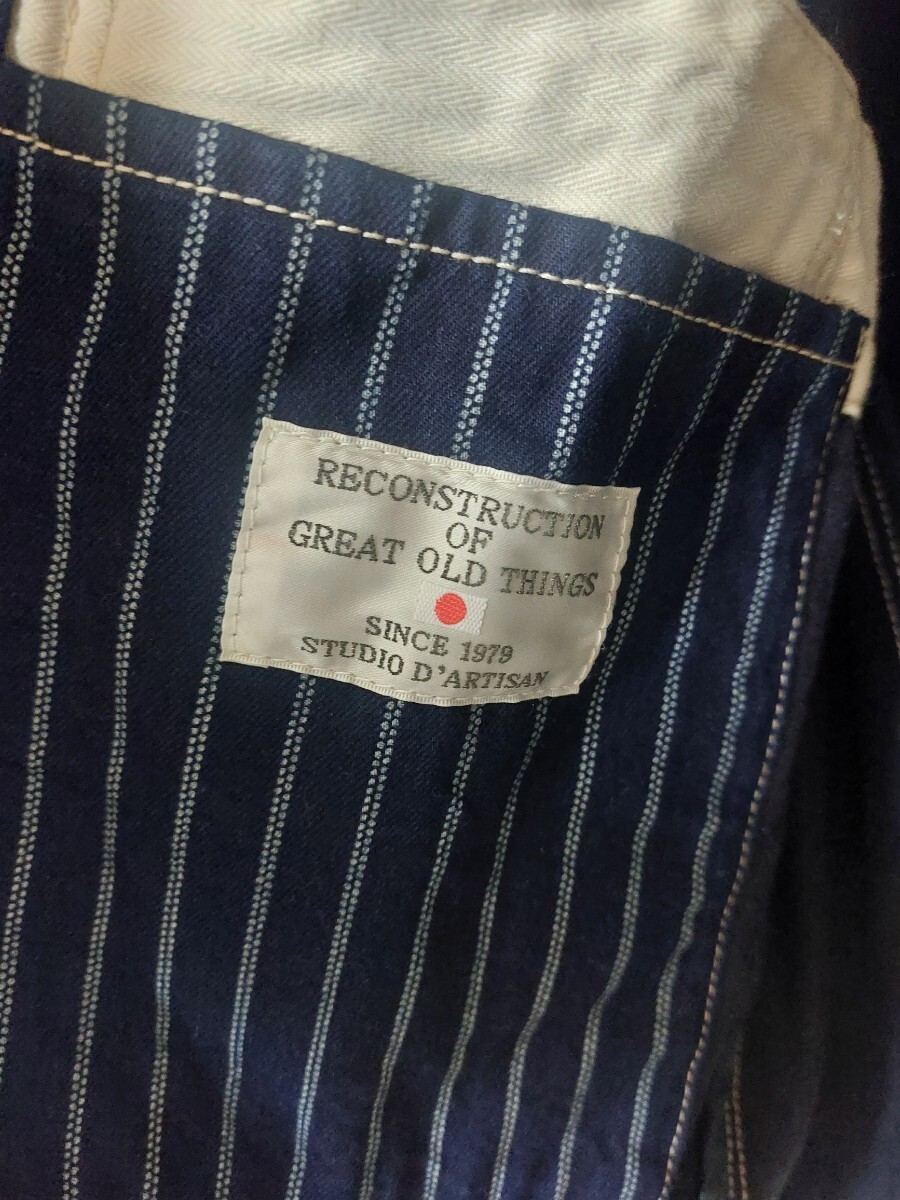 RECONSTRUCTION
OF
GREAT OLD THINGS
SINCE 1979
STUDIO D'ARTISAN